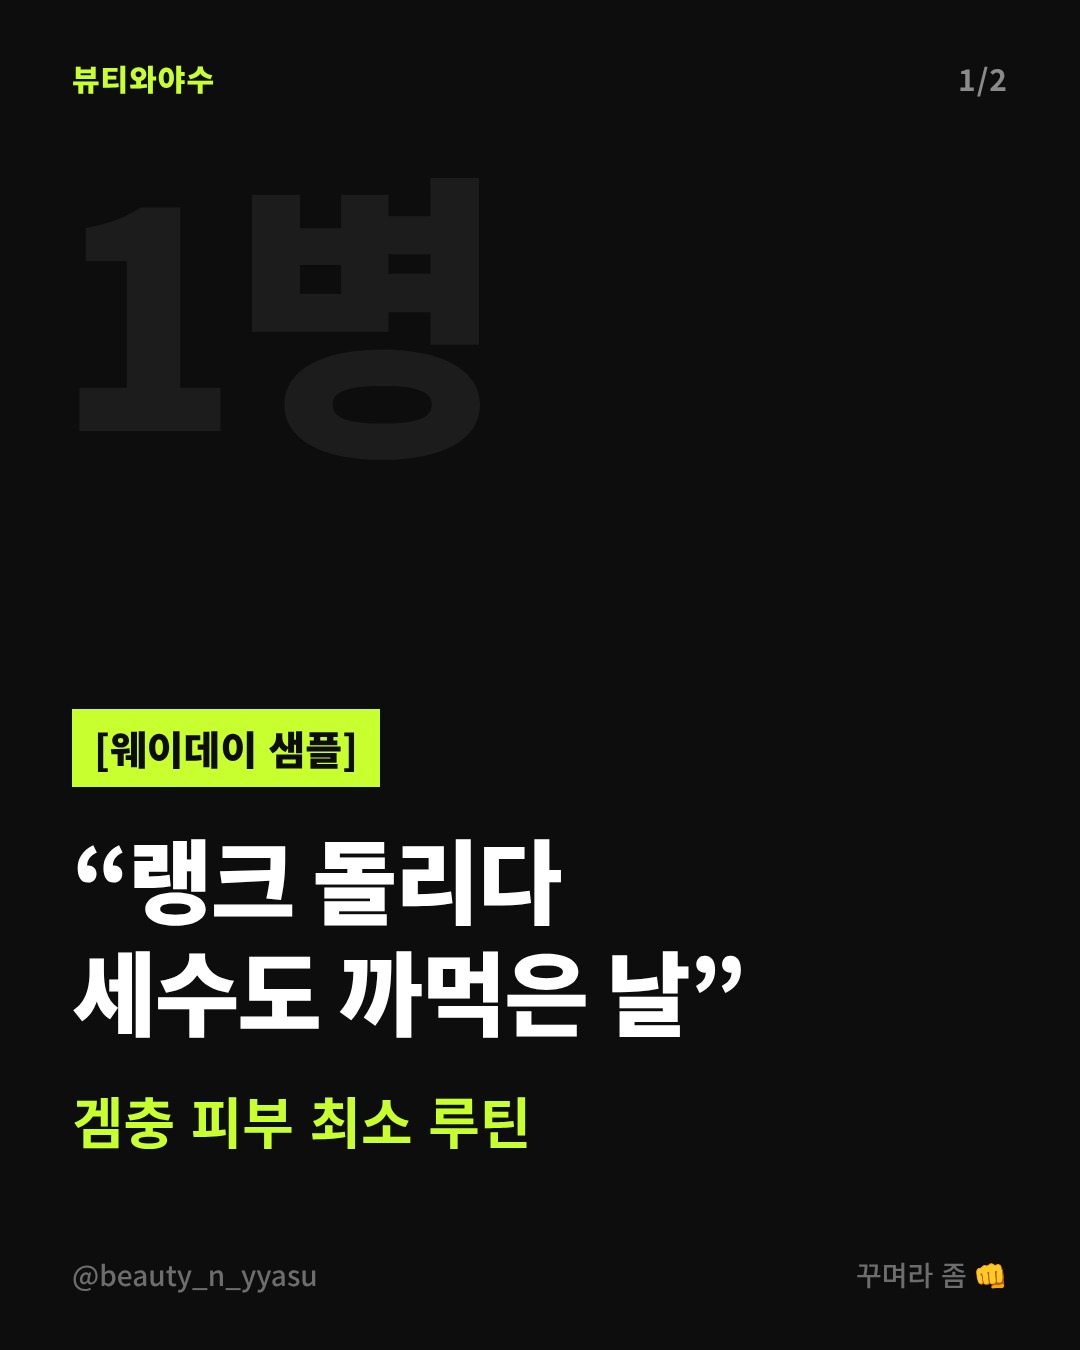 뷰티와야수
1/2
1병
[웨이데이 샘플]
“랭크 돌리다
세수도 까먹은 날”
겜충 피부 최소 루틴
@beauty_n_yyasu
꾸며라 좀 👊